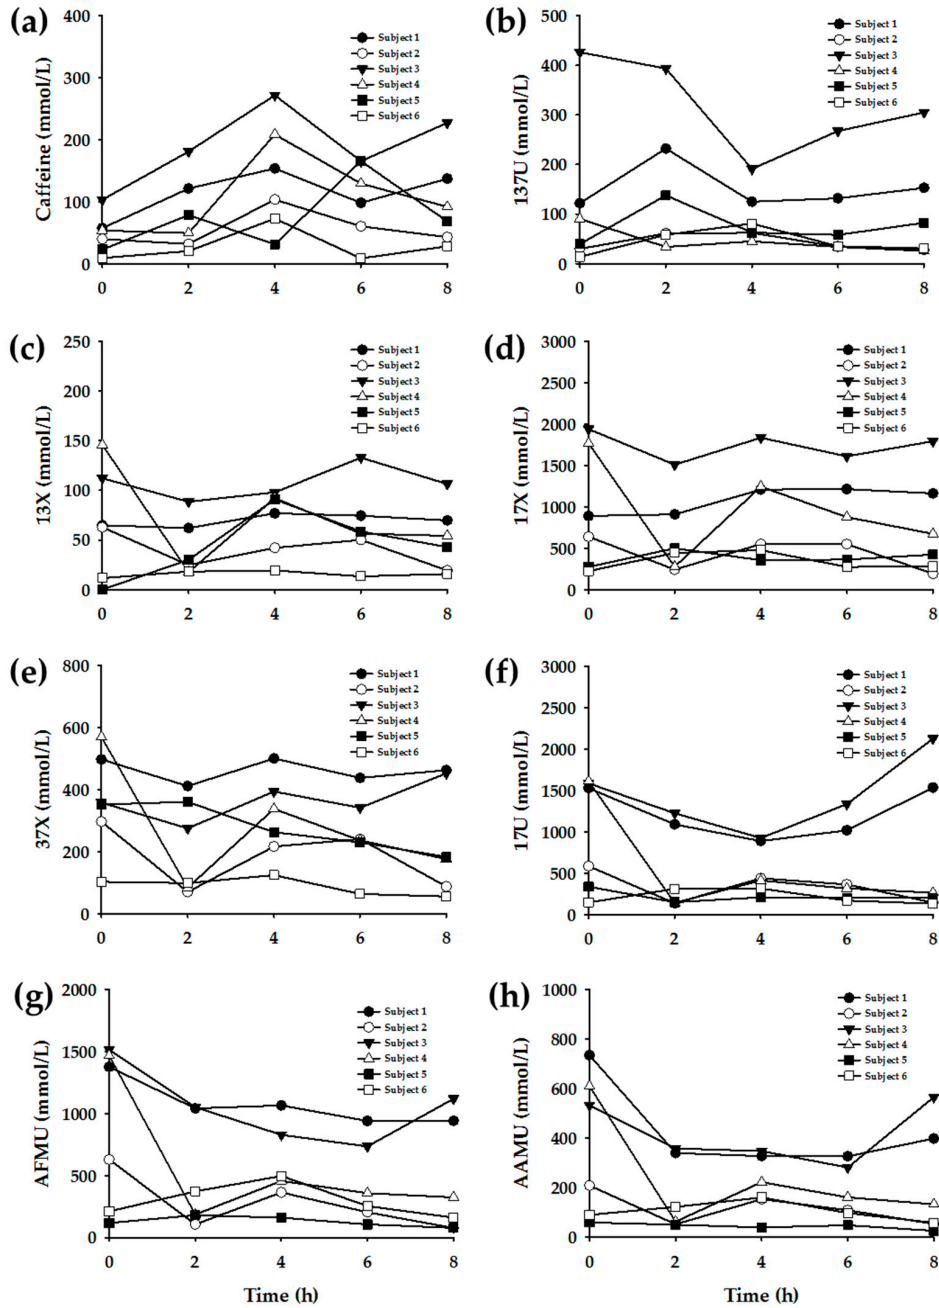 (a)
Caffeine (mmol/L)
400
300
200
100
0
0 2 4 6 8
Subject 1
Subject 2
Subject 3
Subject 4
Subject 5
Subject 6
(b)
137U (mmol/L)
500
400
300
200
100
0
0 2 4 6 8
Subject 1
Subject 2
Subject 3
Subject 4
Subject 5
Subject 6
(c)
13X (mmol/L)
250
200
150
100
50
0
0 2 4 6 8
Subject 1
Subject 2
Subject 3
Subject 4
Subject 5
Subject 6
(d)
17X (mmol/L)
3000
2500
2000
1500
1000
500
0
0 2 4 6 8
Subject 1
Subject 2
Subject 3
Subject 4
Subject 5
Subject 6
(e)
37X (mmol/L)
800
600
400
200
0
0 2 4 6 8
Subject 1
Subject 2
Subject 3
Subject 4
Subject 5
Subject 6
(f)
17U (mmol/L)
3000
2500
2000
1500
1000
500
0
0 2 4 6 8
Subject 1
Subject 2
Subject 3
Subject 4
Subject 5
Subject 6
(g)
AFMU (mmol/L)
2000
1500
1000
500
0
0 2 4 6 8
Time (h)
Subject 1
Subject 2
Subject 3
Subject 4
Subject 5
Subject 6
(h)
AAMU (mmol/L)
1000
800
600
400
200
0
0 2 4 6 8
Time (h)
Subject 1
Subject 2
Subject 3
Subject 4
Subject 5
Subject 6